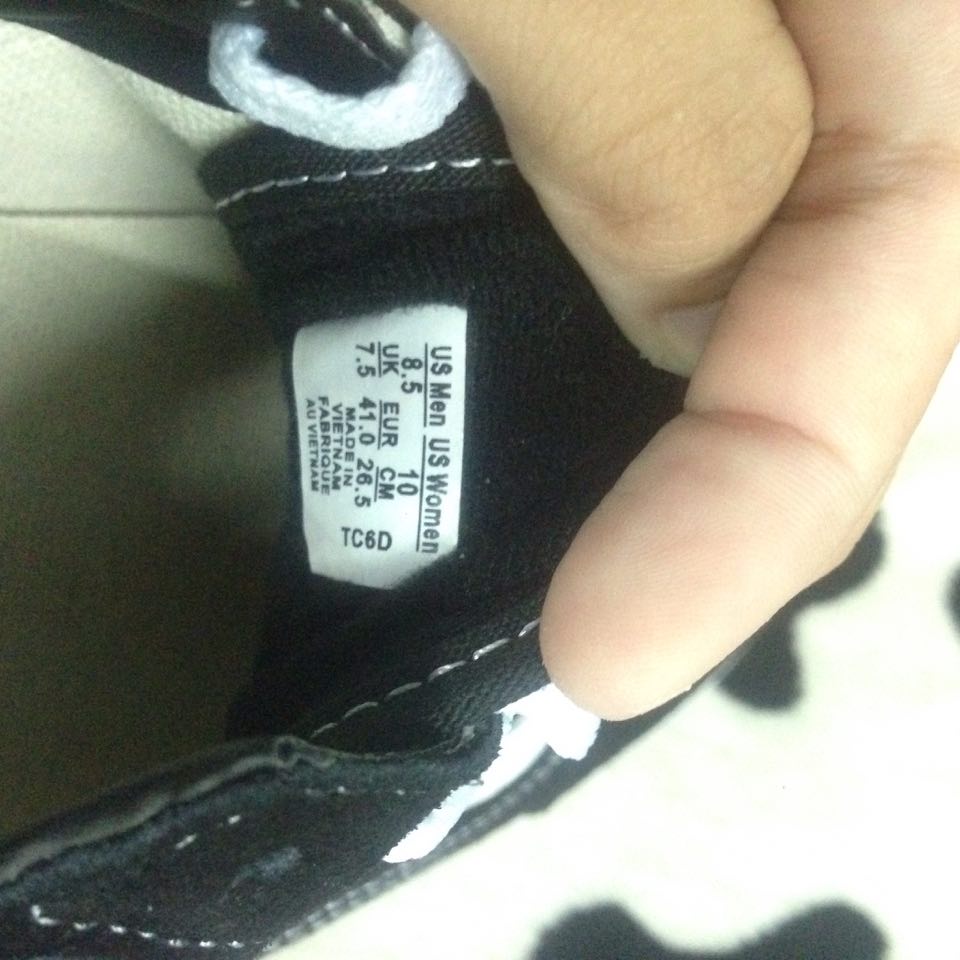 US Men US Women
8.5 10
UK EUR CM
7.5 41.0 26.5
MADE IN
VIETNAM
FABRIQUE
AU VIETNAM
TC6D